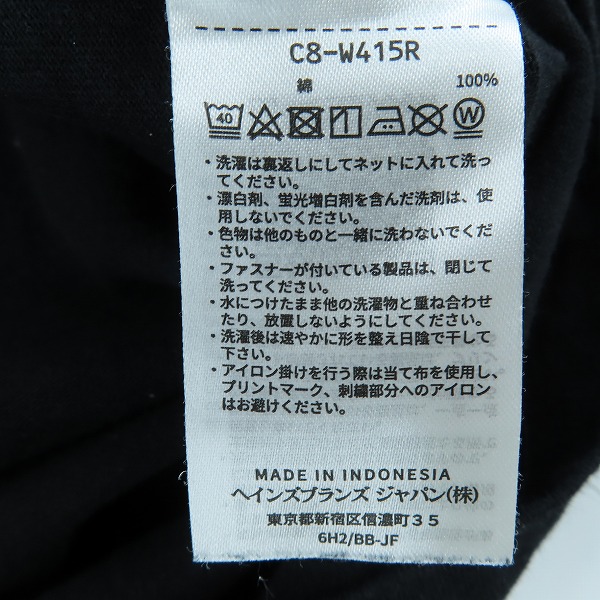 C8-W415R
綿 100%
40 W
・洗濯は裏返しにしてネットに入れて洗っ
てください。
・漂白剤、蛍光増白剤を含んだ洗剤は、使
用しないでください。
・色物は他のものと一緒に洗わないでくだ
さい。
・ファスナーが付いている製品は、閉じて
洗ってください。
・水につけたまま他の洗濯物と重ね合わせ
たり、放置しないようにしてください。
・洗濯後は速やかに形を整え日陰で干して
下さい。
・アイロン掛けを行う際は当て布を使用し、
プリントマーク、刺繍部分へのアイロン
はお避けください。
MADE IN INDONESIA
ヘインズブランズ ジャパン(株)
東京都新宿区信濃町35
6H2/BB-JF